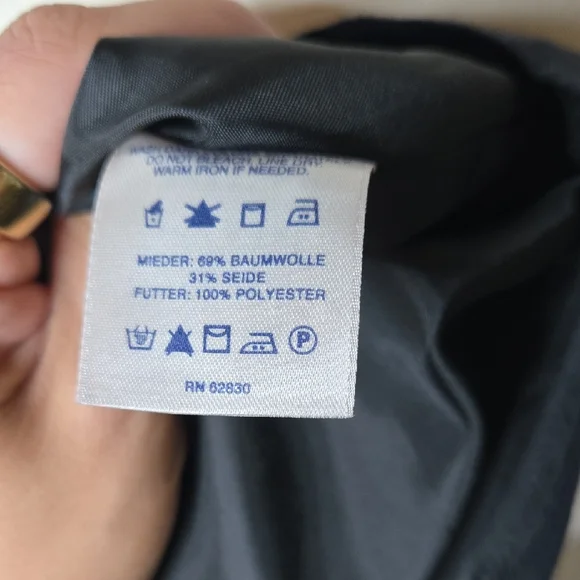 DO NOT BLEACH, LINE DRY
WARM IRON IF NEEDED.
MIEDER: 69% BAUMWOLLE
31% SEIDE
FUTTER: 100% POLYESTER
P
RN 62830